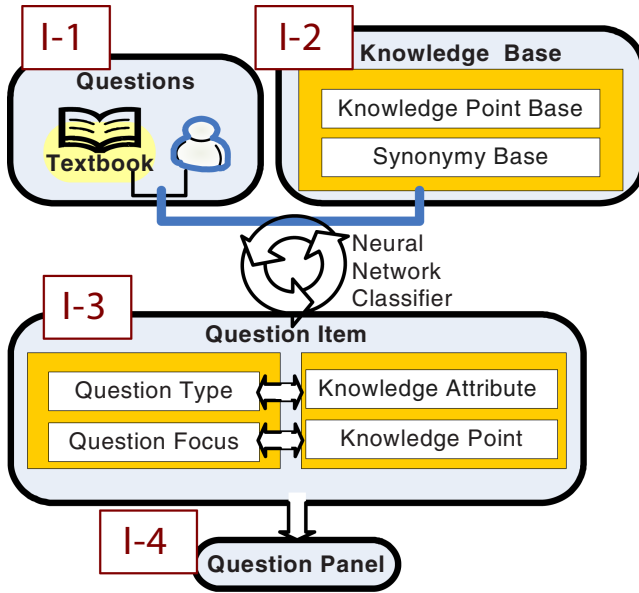 I-1
Questions
Textbook
I-2
Knowledge Base
Knowledge Point Base
Synonymy Base
Neural
Network
Classifier
I-3
Question Item
Question Type
Knowledge Attribute
Question Focus
Knowledge Point
I-4
Question Panel